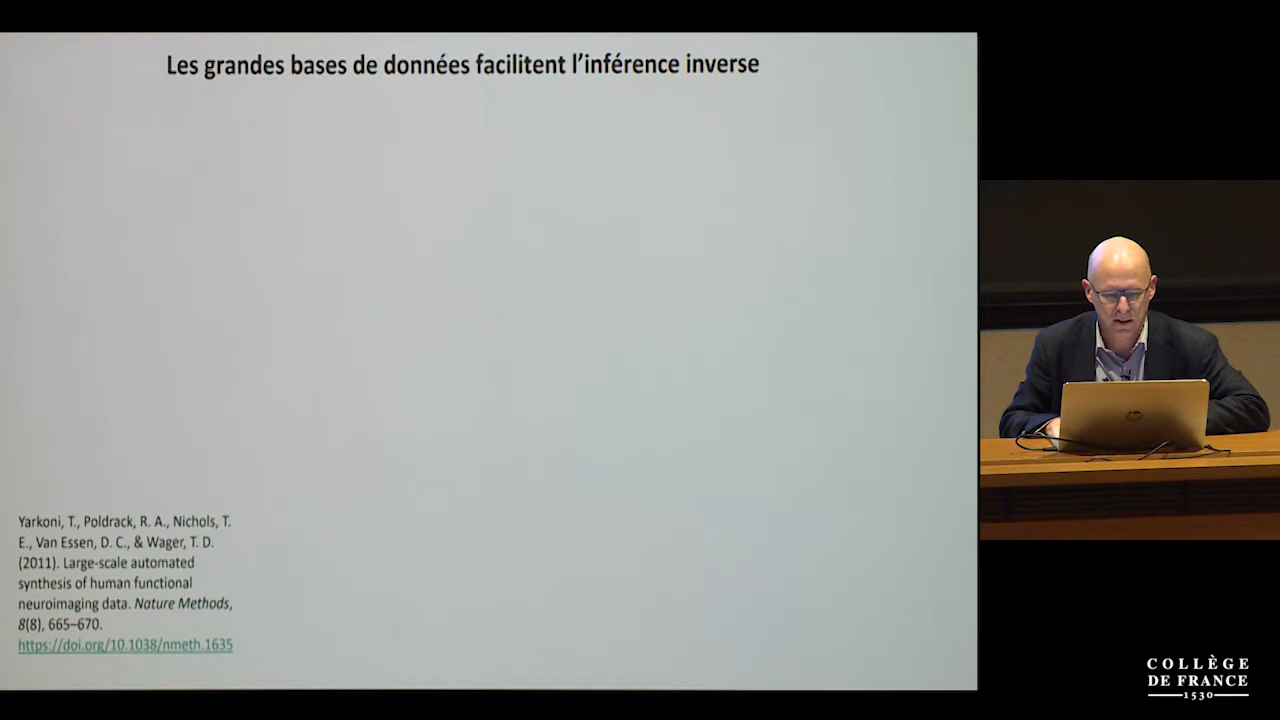 Les grandes bases de données facilitent l'inférence inverse
Yarkoni, T., Poldrack, R. A., Nichols, T.
E., Van Essen, D. C., & Wager, T. D.
(2011). Large-scale automated
synthesis of human functional
neuroimaging data. Nature Methods,
8(8), 665–670.
https://doi.org/10.1038/nmeth.1635
COLLÈGE
DE FRANCE
1530